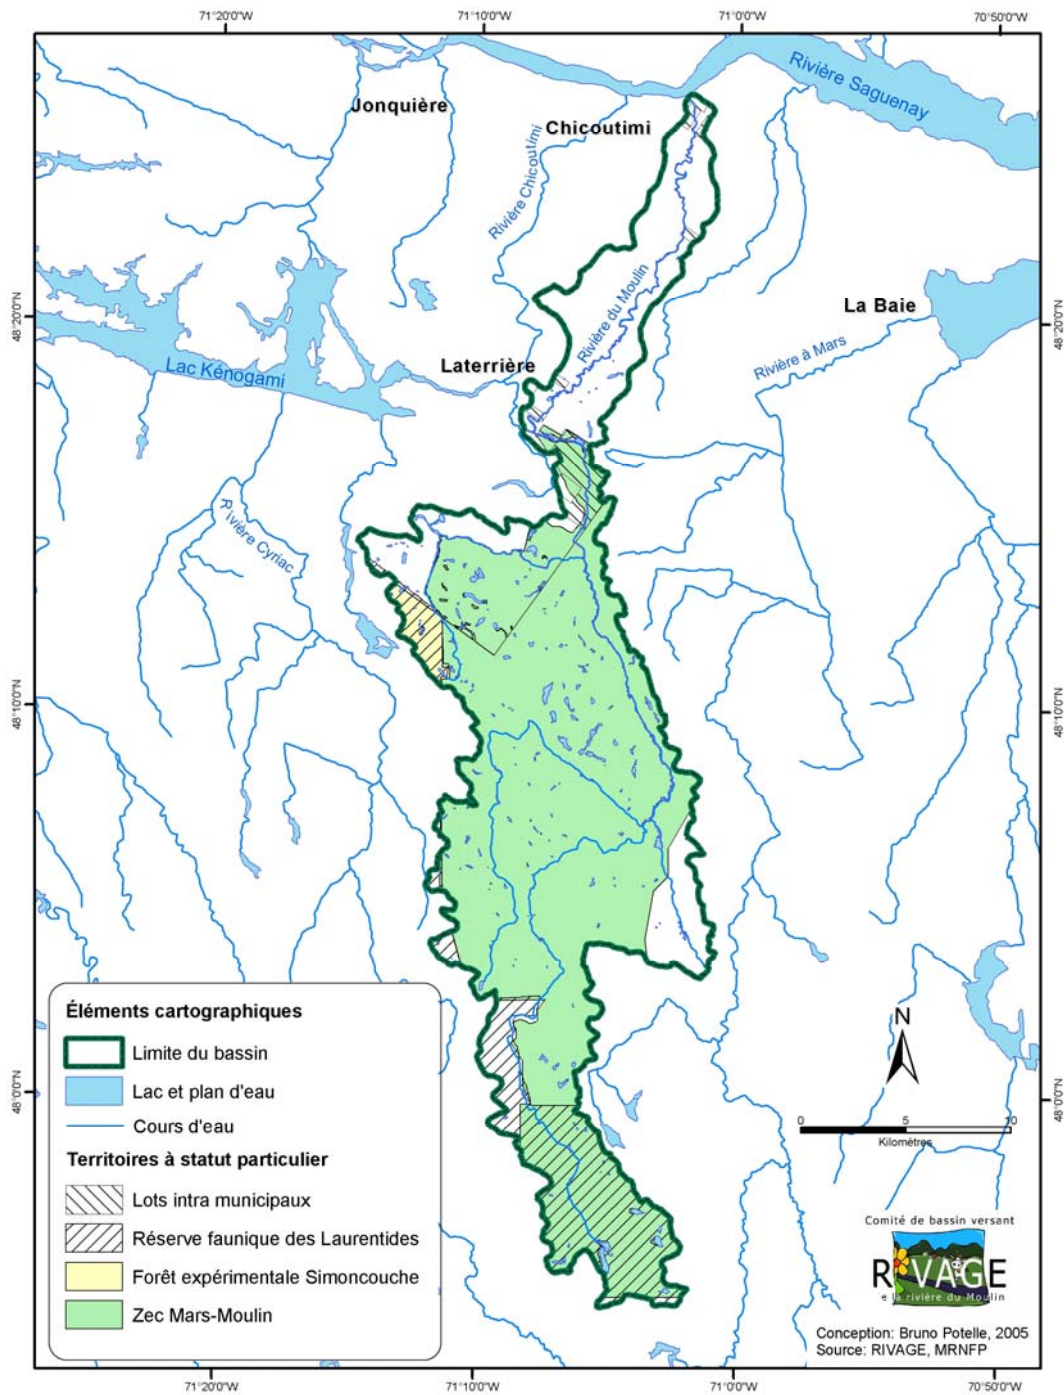 71°20'0"W
71°10'0"W
71°0'0"W
70°50'0"W
Rivière Saguenay
Jonquière
Chicoutimi
Rivière Chicoutimi
48°20'0"N
48°20'0"N
La Baie
Rivière du Moulin
Rivière à Mars
Laterrière
Lac Kénogami
Rivière Cyriac
48°10'0"N
48°10'0"N
48°0'0"N
48°0'0"N
Éléments cartographiques
Limite du bassin
Lac et plan d'eau
Cours d'eau
Territoires à statut particulier
Lots intra municipaux
Réserve faunique des Laurentides
Forêt expérimentale Simoncouche
Zec Mars-Moulin
N
0 5 10
Kilomètres
Comité de bassin versant
RIVAGE
de la rivière du Moulin
Conception: Bruno Potelle, 2005
Source: RIVAGE, MRNFP
71°20'0"W
71°10'0"W
71°0'0"W
70°50'0"W